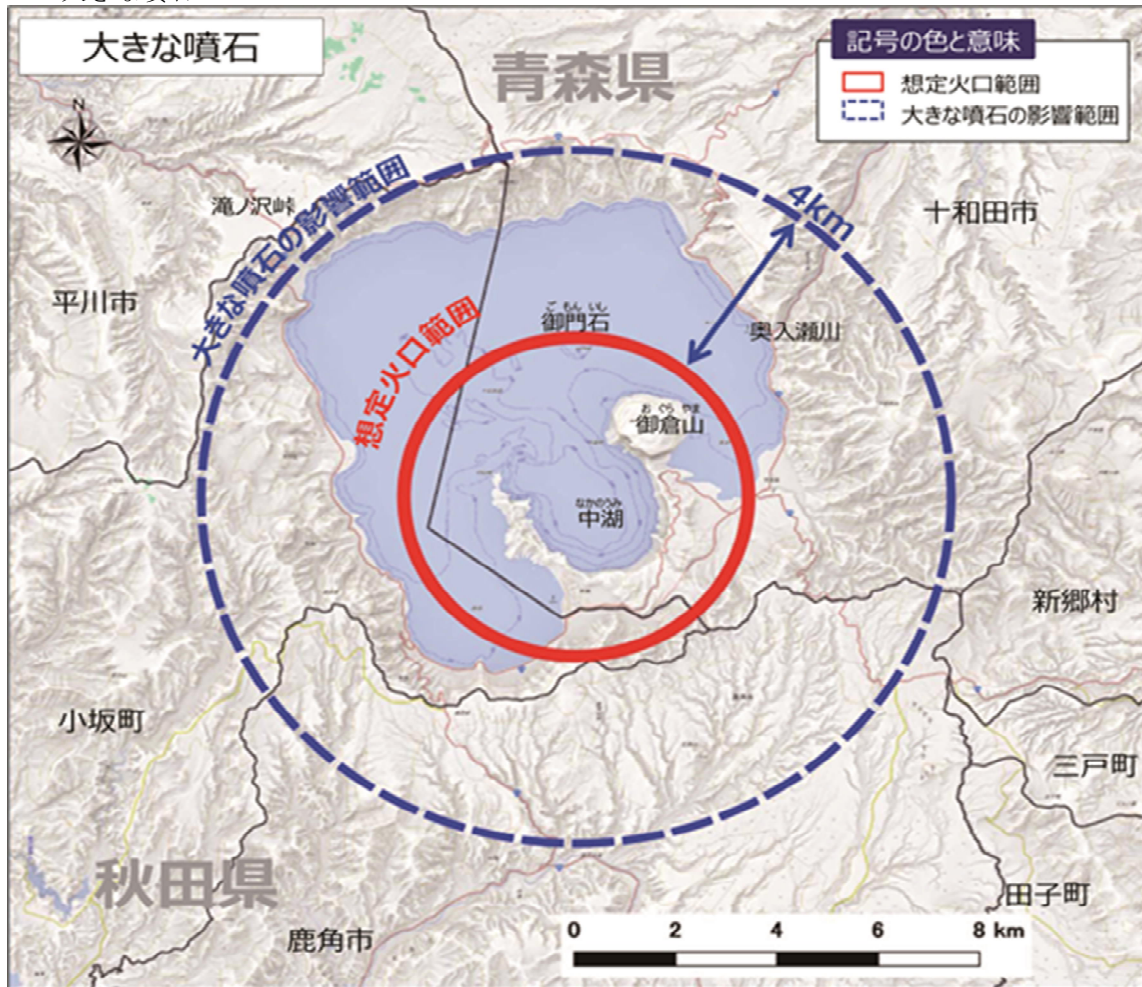 大きな噴石
記号の色と意味
想定火口範囲
大きな噴石の影響範囲
青森県
N
滝ノ沢峠
大きな噴石の影響範囲
4km
十和田市
平川市
ごもんいし
御門石
奥入瀬川
想定火口範囲
おぐらやま
御倉山
なかのうみ
中湖
新郷村
小坂町
三戸町
秋田県
田子町
鹿角市
0 2 4 6 8 km